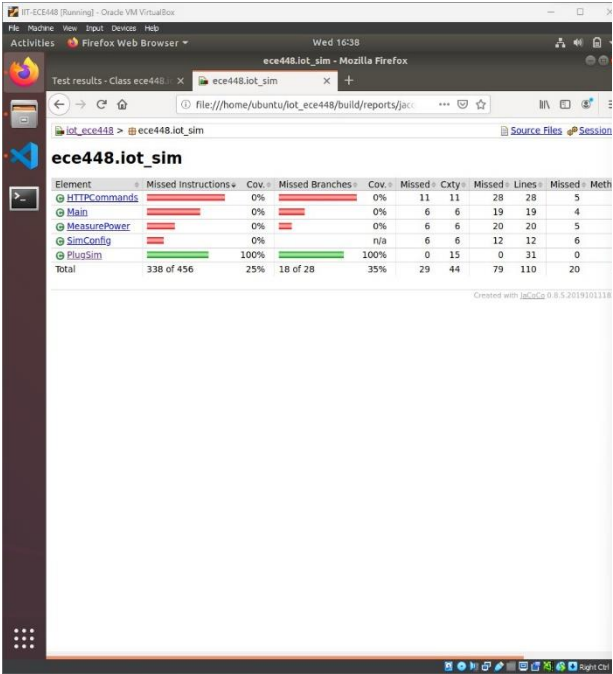 IIT-ECE448 [Running] - Oracle VM VirtualBox
File Machine View Input Devices Help
Activities Firefox Web Browser Wed 16:38
ece448.iot_sim - Mozilla Firefox
Test results - Class ece448. ece448.iot_sim
file:///home/ubuntu/iot_ece448/build/reports/jaco
iot_ece448 > ece448.iot_sim Source Files Session
ece448.iot_sim
Element Missed Instructions Cov. Missed Branches Cov. Missed Cxty Missed Lines Missed Meth
HTTPCommands 0% 0% 11 11 28 28 5
Main 0% 0% 6 6 19 19 4
MeasurePower 0% 0% 6 6 20 20 5
SimConfig 0% n/a 6 6 12 12 6
PlugSim 100% 100% 0 15 0 31 0
Total 338 of 456 25% 18 of 28 35% 29 44 79 110 20
Created with JaCoCo 0.8.5.2019101118
Right Ctrl